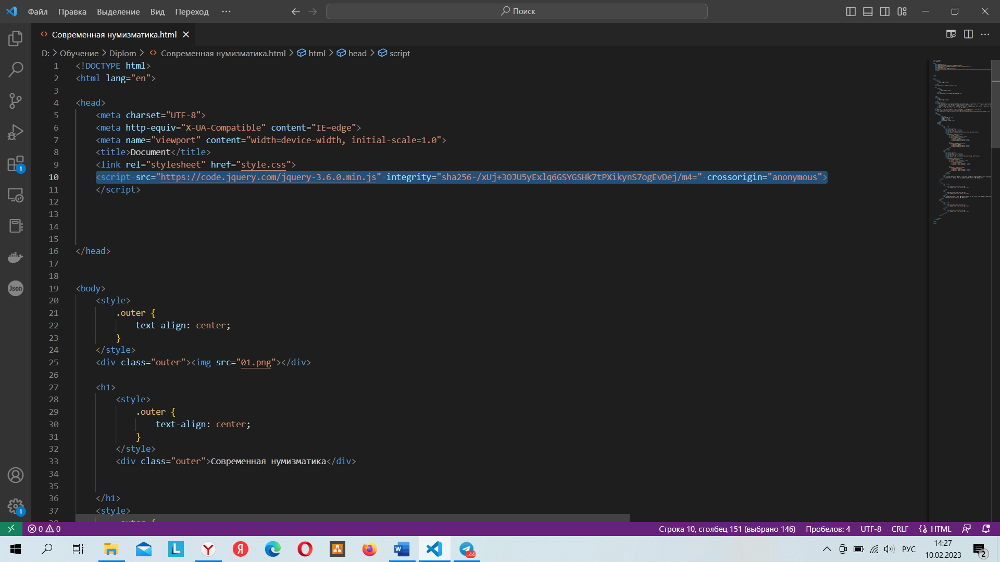 Файл Правка Выделение Вид Переход ··· Поиск
Современная нумизматика.html
D: > Обучение > Diplom > Современная нумизматика.html > html > head > script
1 <!DOCTYPE html>
2 <html lang="en">
3
4 <head>
5 <meta charset="UTF-8">
6 <meta http-equiv="X-UA-Compatible" content="IE=edge">
7 <meta name="viewport" content="width=device-width, initial-scale=1.0">
8 <title>Document</title>
9 <link rel="stylesheet" href="style.css">
10 <script src="https://code.jquery.com/jquery-3.6.0.min.js" integrity="sha256-/xUj+3OJU5yExlq6GSYGSHk7tPXikynS7ogEvDej/m4=" crossorigin="anonymous">
11 </script>
12
13
14
15
16 </head>
17
18
19 <body>
20 <style>
21 .outer {
22 text-align: center;
23 }
24 </style>
25 <div class="outer"><img src="01.png"></div>
26
27 <h1>
28 <style>
29 .outer {
30 text-align: center;
31 }
32 </style>
33 <div class="outer">Современная нумизматика</div>
34
35
36 </h1>
37 <style>
38 .outer {
Json
1
1
0 0 Строка 10, столбец 151 (выбрано 146) Пробелов: 4 UTF-8 CRLF HTML
L Y Я W ..44 РУС 14:27
10.02.2023 2